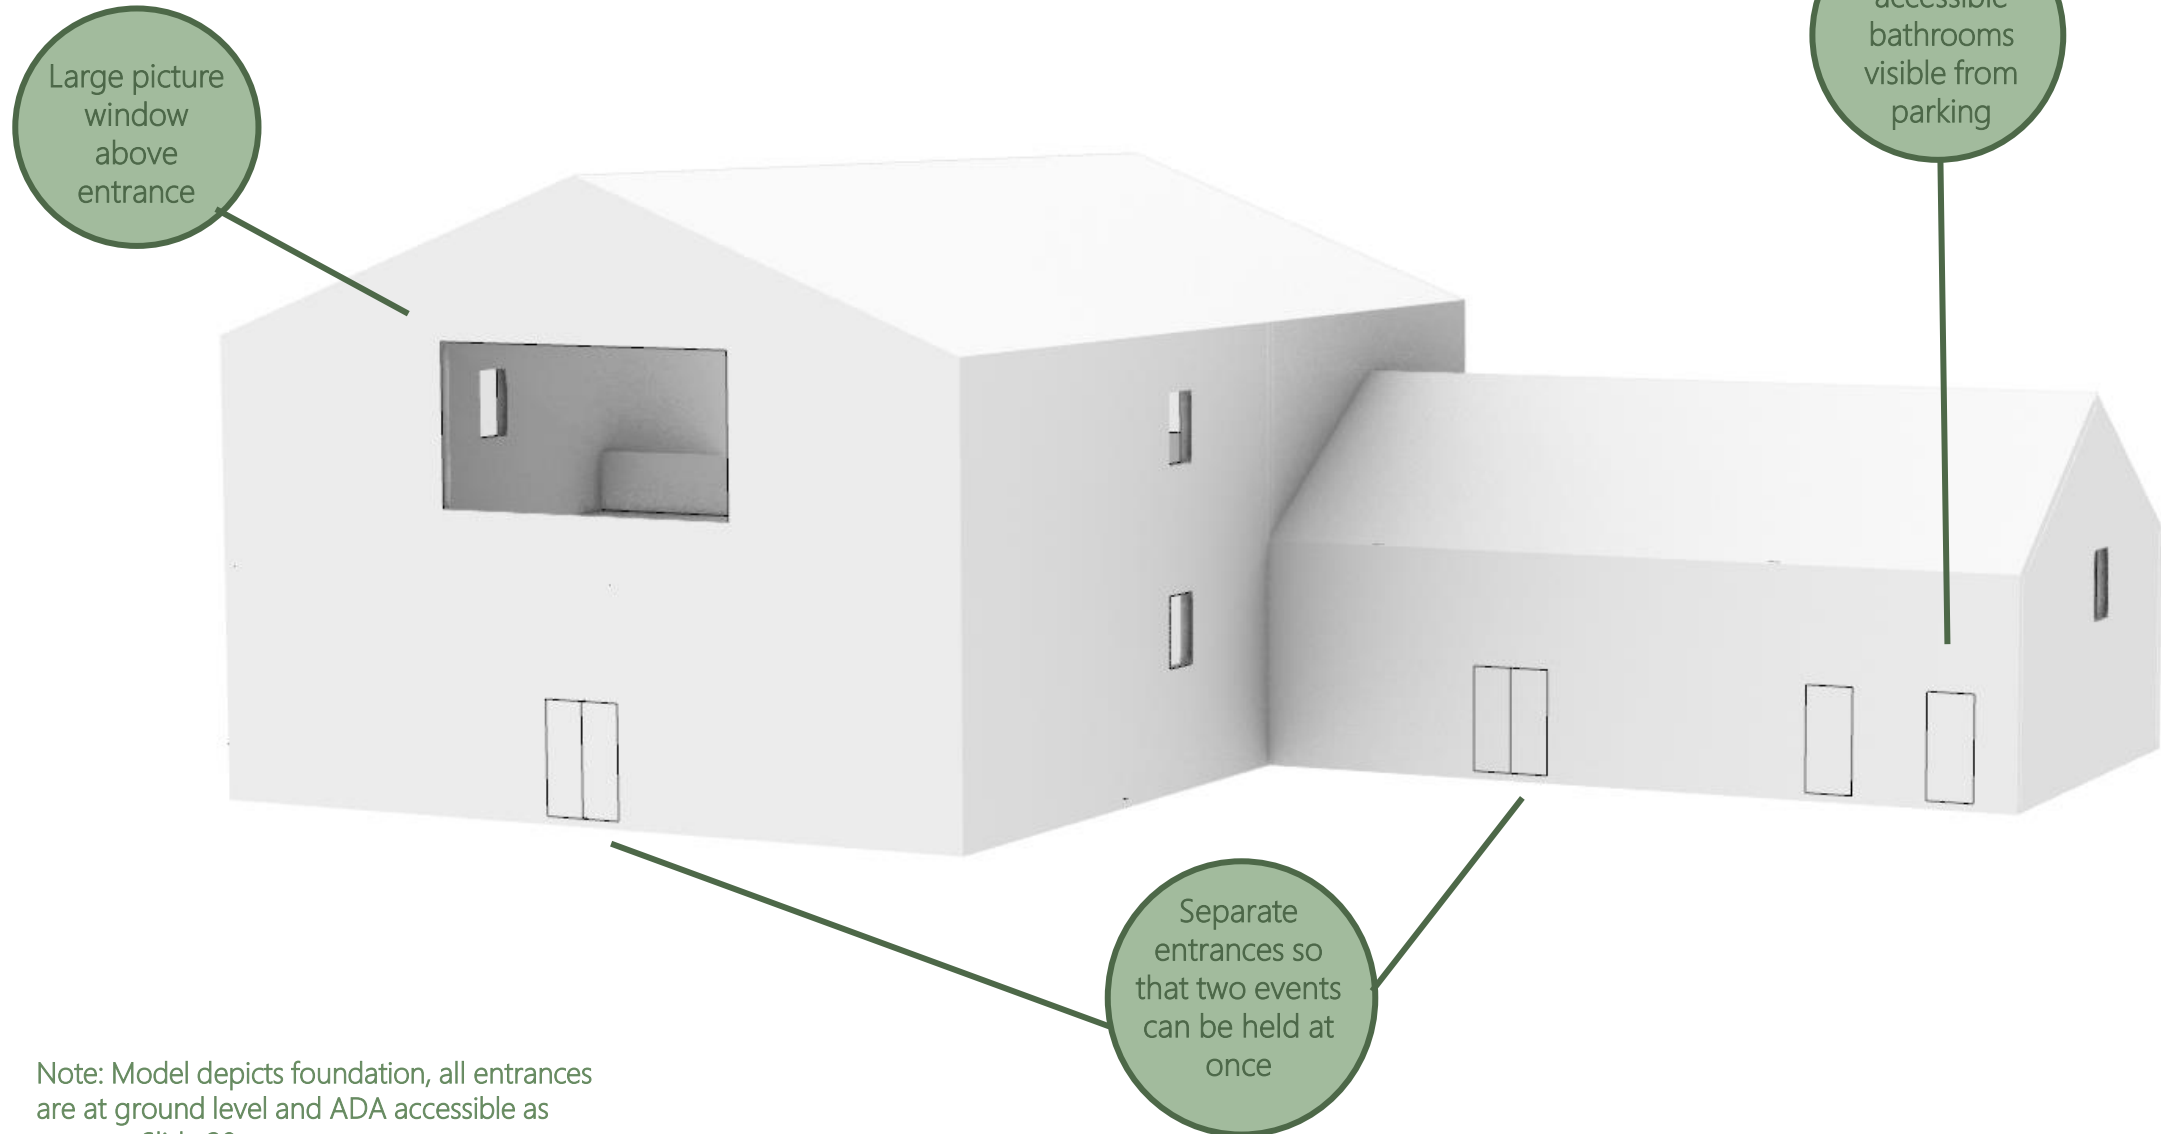 Large picture
window
above
entrance
accessible
bathrooms
visible from
parking
Separate
entrances so
that two events
can be held at
once
Note: Model depicts foundation, all entrances
are at ground level and ADA accessible as